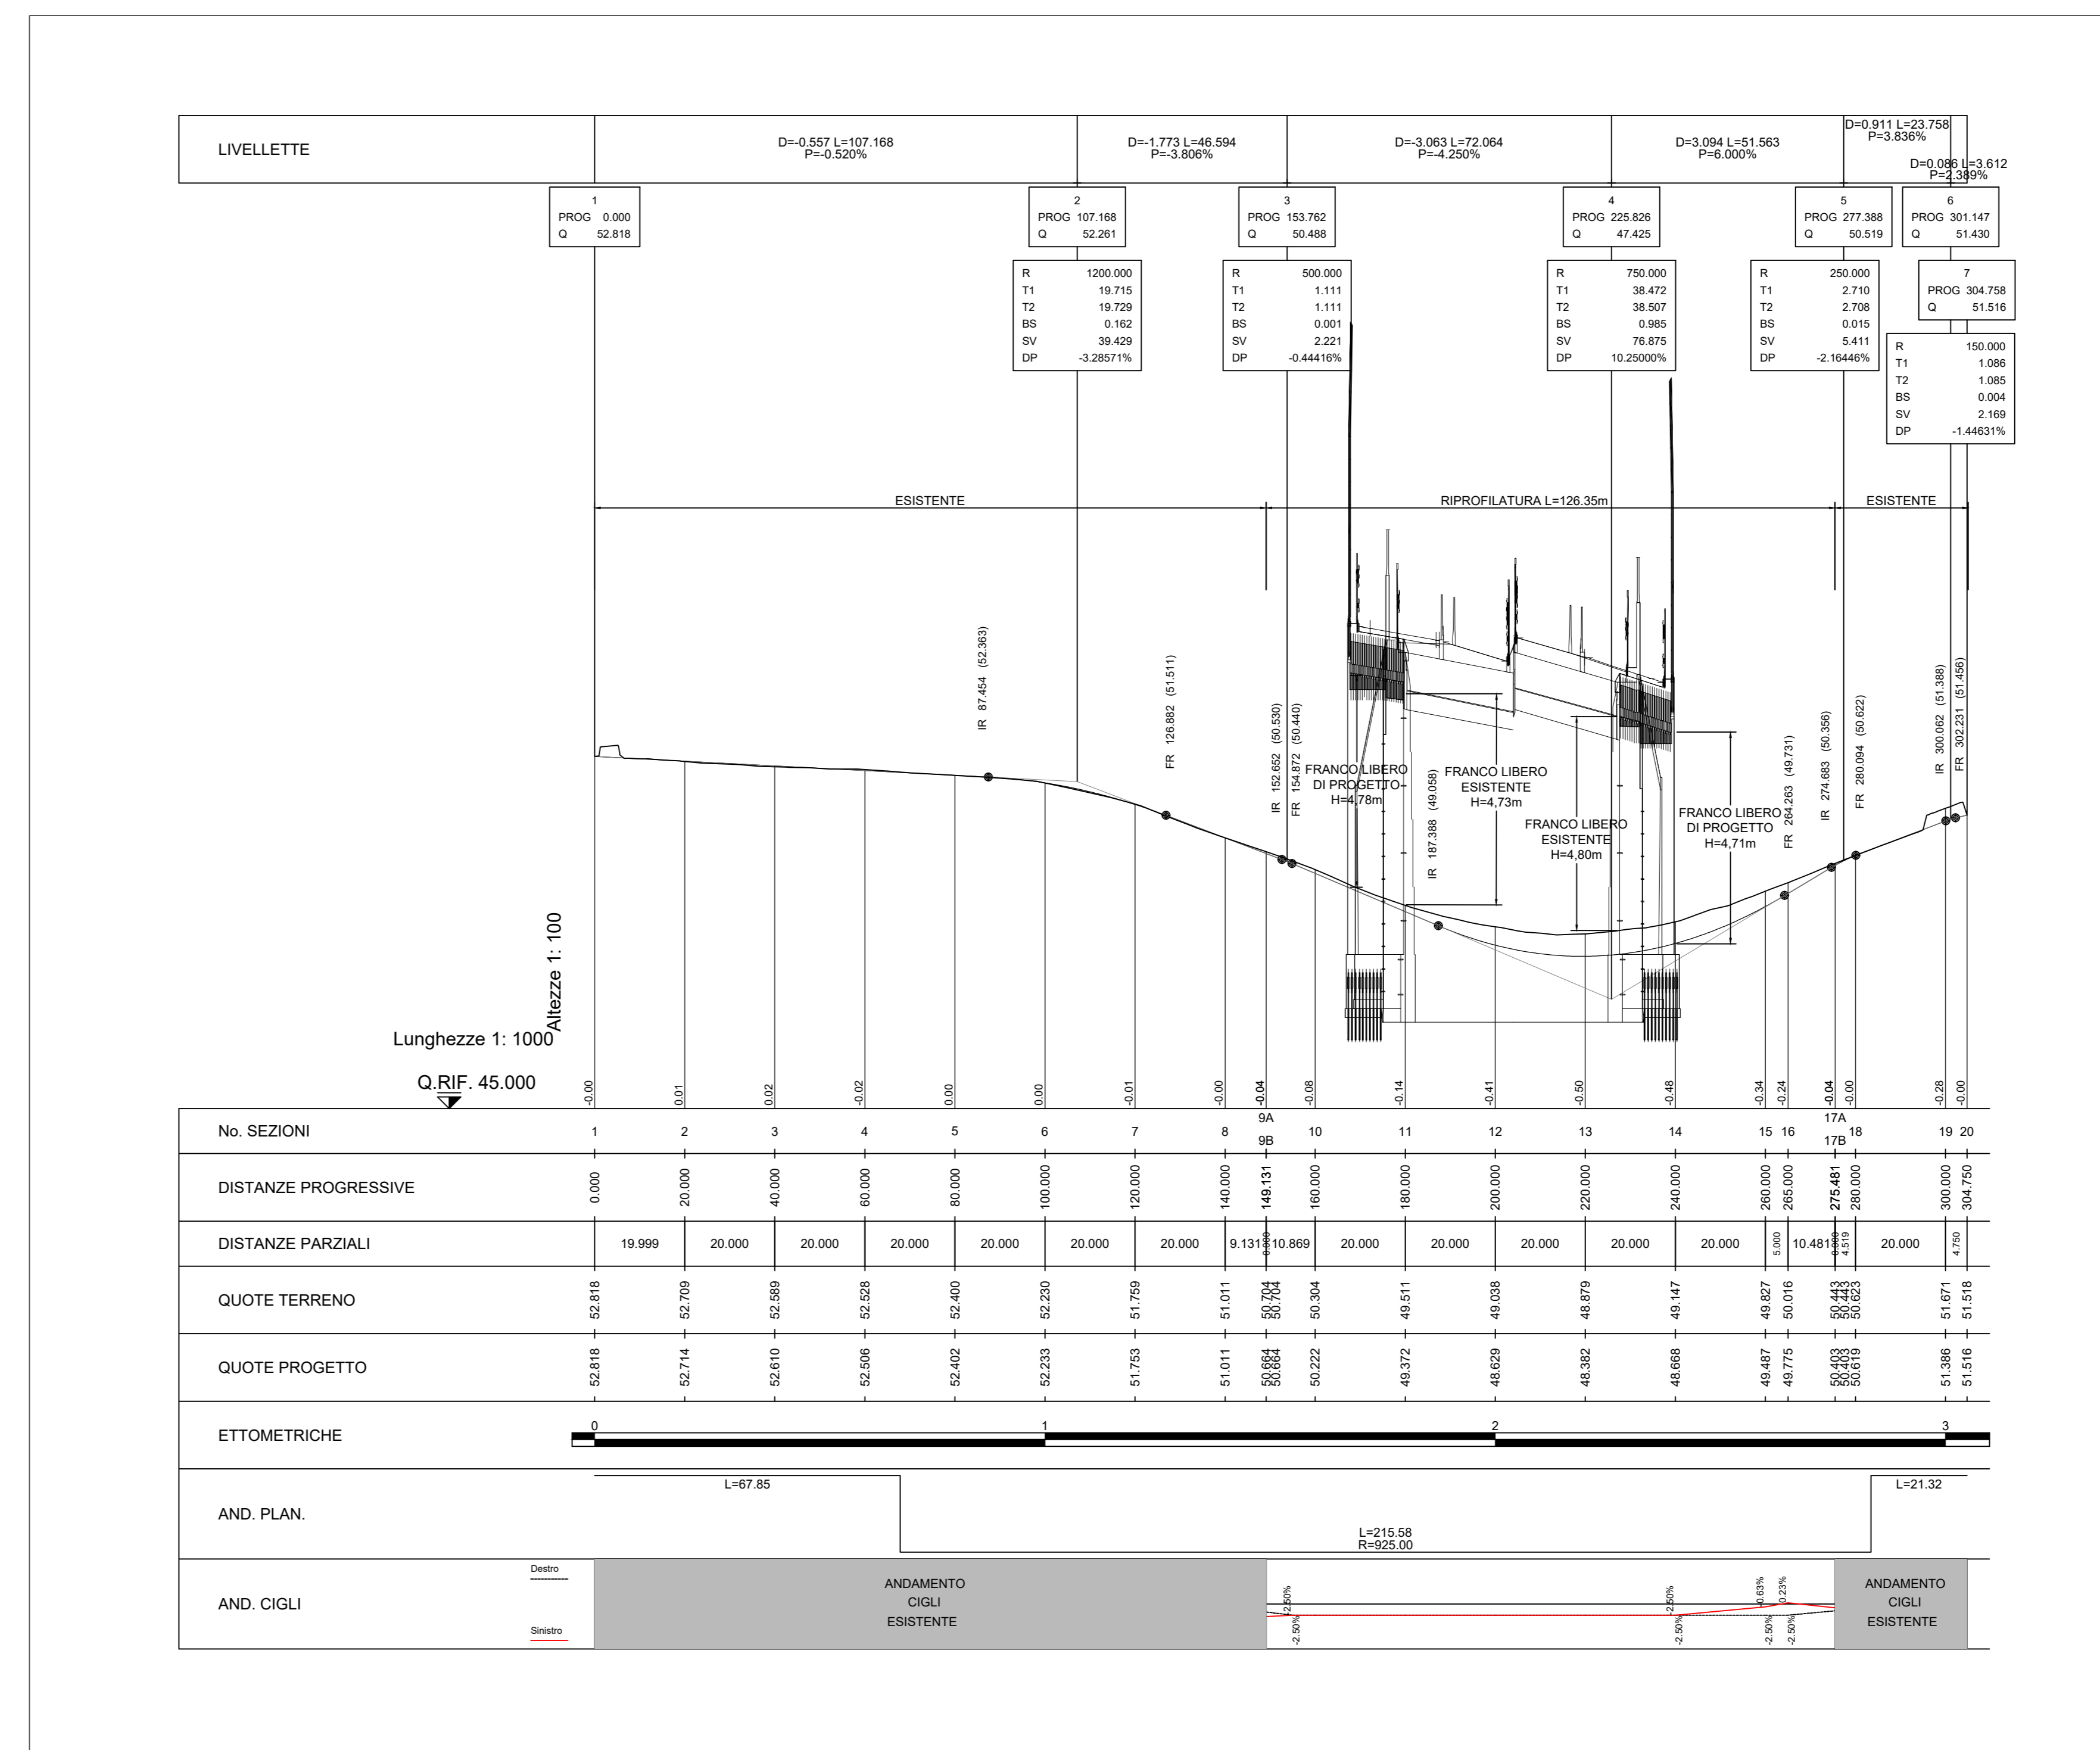 LIVELLETTE
D=-0.557 L=107.168
P=-0.520%
D=-1.773 L=46.594
P=-3.806%
D=-3.063 L=72.064
P=-4.250%
D=3.094 L=51.563
P=6.000%
D=0.911 L=23.758
P=3.836%
D=0.086 L=3.612
P=2.389%
1
PROG 0.000
Q 52.818
2
PROG 107.168
Q 52.261
3
PROG 153.762
Q 50.488
4
PROG 225.826
Q 47.425
5
PROG 277.388
Q 50.519
6
PROG 301.147
Q 51.430
R 1200.000
T1 19.715
T2 19.729
BS 0.162
SV 39.429
DP -3.28571%
R 500.000
T1 1.111
T2 1.111
BS 0.001
SV 2.221
DP -0.44416%
R 750.000
T1 38.472
T2 38.507
BS 0.985
SV 76.875
DP 10.25000%
R 250.000
T1 2.710
T2 2.708
BS 0.015
SV 5.411
DP -2.16446%
7
PROG 304.758
Q 51.516
R 150.000
T1 1.086
T2 1.085
BS 0.004
SV 2.169
DP -1.44631%
ESISTENTE
RIPROFILATURA L=126.35m
ESISTENTE
IR 87.454 (52.363)
FR 126.882 (51.511)
IR 152.652 (50.530)
FR 154.872 (50.440)
IR 187.388 (49.058)
FR 264.263 (49.731)
IR 274.683 (50.356)
FR 280.094 (50.622)
IR 300.062 (51.388)
FR 302.231 (51.456)
FRANCO LIBERO
DI PROGETTO
H=4,78m
FRANCO LIBERO
ESISTENTE
H=4,73m
FRANCO LIBERO
ESISTENTE
H=4,80m
FRANCO LIBERO
DI PROGETTO
H=4,71m
Altezze 1: 100
Lunghezze 1: 1000
Q.RIF. 45.000
-0.00 0.01 0.02 -0.02 0.00 0.00 -0.01 -0.00 -0.04 -0.08 -0.14 -0.41 -0.50 -0.48 -0.34 -0.24 -0.04 -0.00 -0.28 -0.00
No. SEZIONI
1 2 3 4 5 6 7 8 9A 9B 10 11 12 13 14 15 16 17A 17B 18 19 20
DISTANZE PROGRESSIVE
0.000 20.000 40.000 60.000 80.000 100.000 120.000 140.000 149.131 160.000 180.000 200.000 220.000 240.000 260.000 265.000 275.481 280.000 300.000 304.750
DISTANZE PARZIALI
19.999 20.000 20.000 20.000 20.000 20.000 20.000 9.131 0.000 10.869 20.000 20.000 20.000 20.000 20.000 5.000 10.481 0.000 4.519 20.000 4.750
QUOTE TERRENO
52.818 52.709 52.589 52.528 52.400 52.230 51.759 51.011 50.704 50.704 50.304 49.511 49.038 48.879 49.147 49.827 50.016 50.443 50.443 50.623 51.671 51.518
QUOTE PROGETTO
52.818 52.714 52.610 52.506 52.402 52.233 51.753 51.011 50.664 50.664 50.222 49.372 48.629 48.382 48.668 49.487 49.775 50.403 50.403 50.619 51.386 51.516
ETTOMETRICHE
0 1 2 3
AND. PLAN.
L=67.85
L=215.58
R=925.00
L=21.32
AND. CIGLI
Destro
Sinistro
ANDAMENTO
CIGLI
ESISTENTE
-2.50% -2.50% -0.63% 0.23%
-2.50% -2.50% -2.50% -2.50%
ANDAMENTO
CIGLI
ESISTENTE